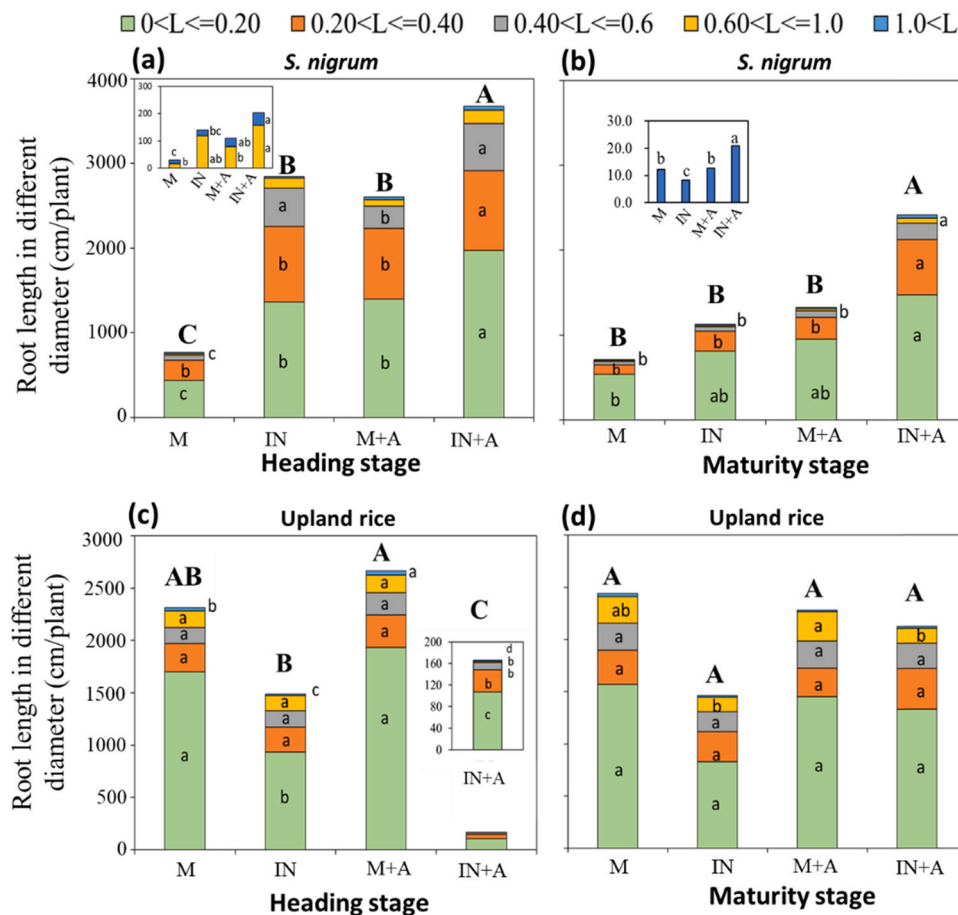 0<L<=0.20 0.20<L<=0.40 0.40<L<=0.6 0.60<L<=1.0 1.0<L
(a) S. nigrum
(b) S. nigrum
Root length in different
diameter (cm/plant)
4000
3000
2000
1000
0
300
200
100
0
c b
bc ab
ab b
a a
M IN M+A IN+A
C
c
b
c
B
a
b
b
B
b
b
b
A
a
a
a
M IN M+A IN+A
Heading stage
30.0
20.0
10.0
0.0
b c b a
M IN M+A IN+A
B
b
b
b
B
b
b
ab
B
b
b
ab
A
a
a
a
M IN M+A IN+A
Maturity stage
(c) Upland rice
(d) Upland rice
Root length in different
diameter (cm/plant)
3000
2500
2000
1500
1000
500
0
AB
b
a
a
a
a
B
c
a
a
a
b
A
a
a
a
a
a
C
200
160
120
80
40
0
d
b
b
b
c
IN+A
M IN M+A IN+A
Heading stage
A
ab
a
a
a
A
b
a
a
a
A
a
a
a
a
A
b
a
a
a
M IN M+A IN+A
Maturity stage